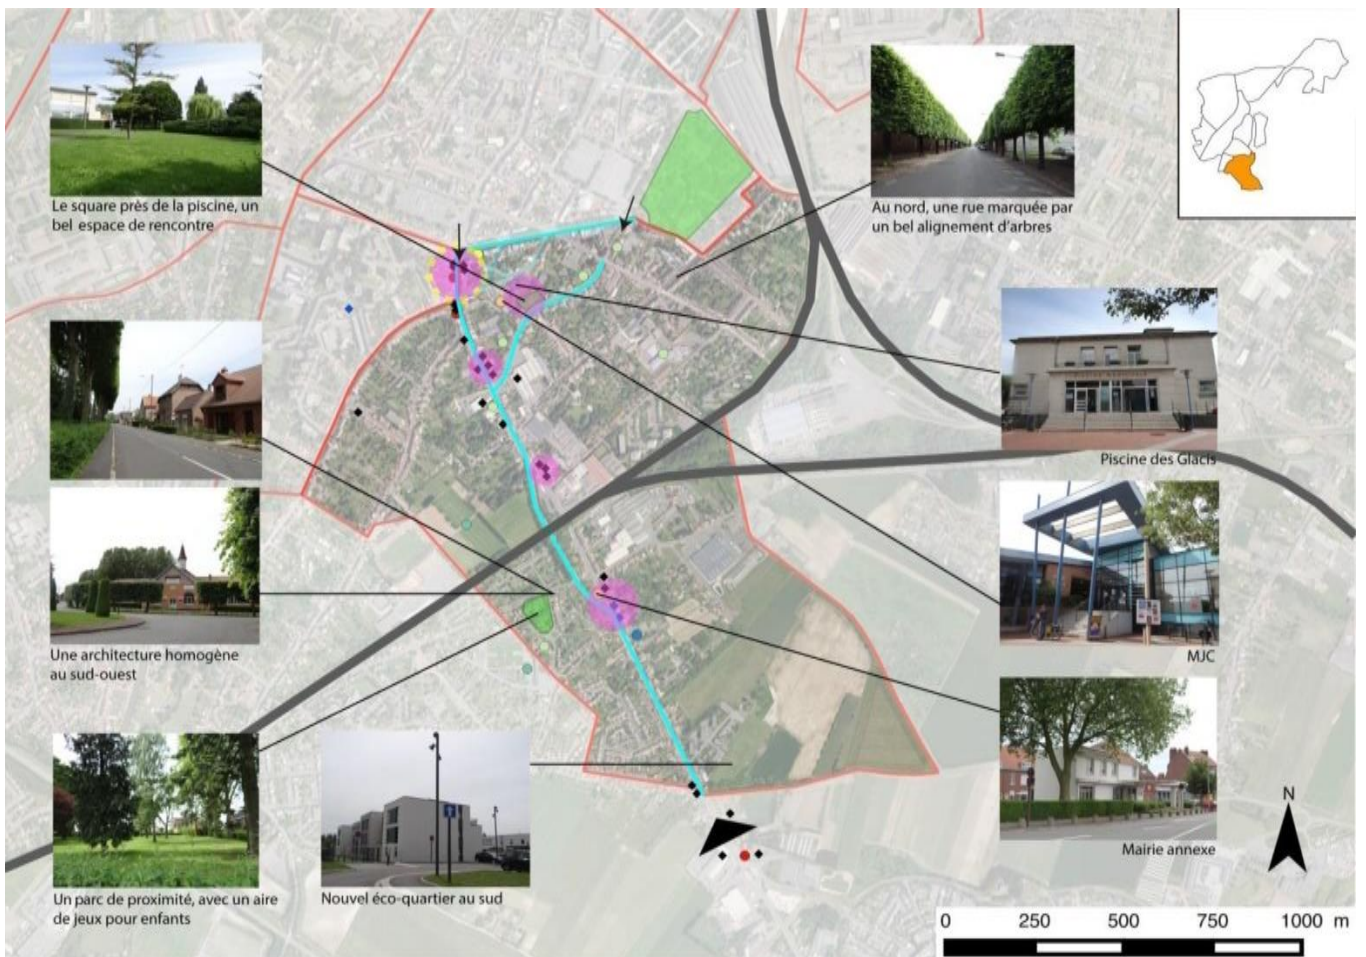 Le square près de la piscine, un
bel espace de rencontre
Au nord, une rue marquée par
un bel alignement d'arbres
Piscine des Glacis
Une architecture homogène
au sud-ouest
MJC
Mairie annexe
Un parc de proximité, avec un aire
de jeux pour enfants
Nouvel éco-quartier au sud
N
0 250 500 750 1000 m